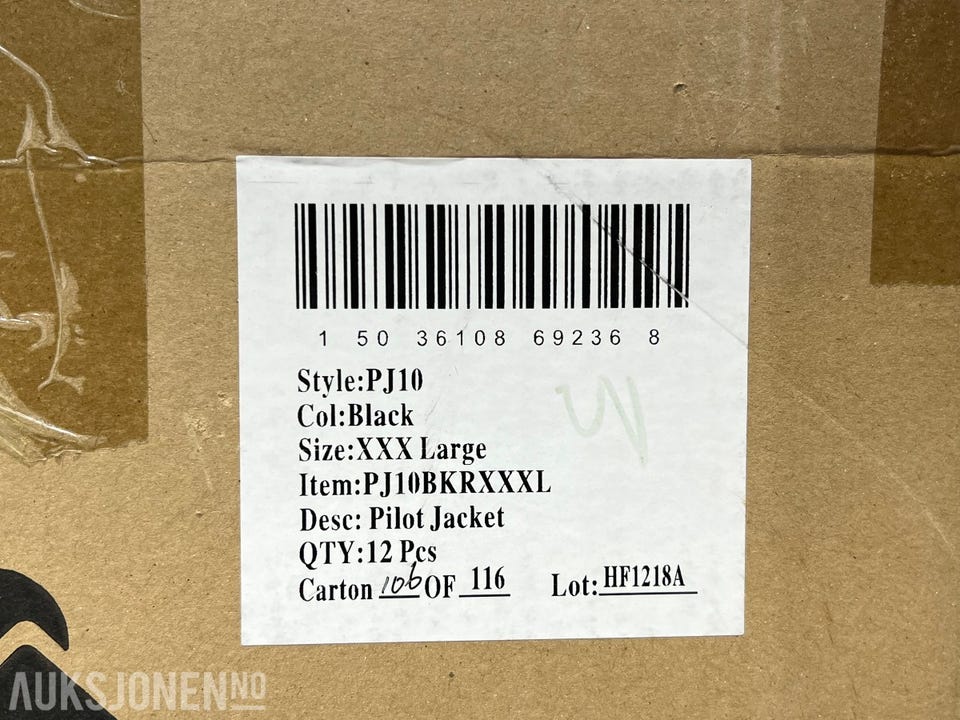 1 50 36108 69236 8
Style:PJ10
Col:Black
Size:XXX Large
Item:PJ10BKRXXXL
Desc: Pilot Jacket
QTY:12 Pcs
Carton 106 OF 116 Lot:HF1218A
AUKSJONEN NO